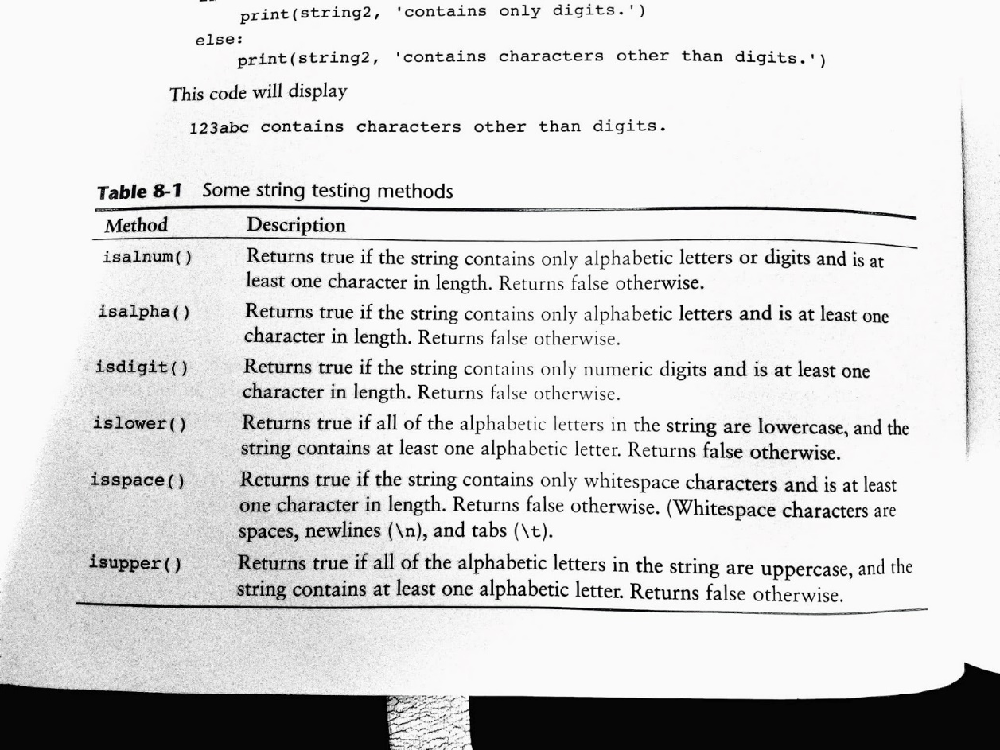 print(string2, 'contains only digits.')
else:
print(string2, 'contains characters other than digits.')
This code will display
123abc contains characters other than digits.
Table 8-1 Some string testing methods
Method Description
isalnum() Returns true if the string contains only alphabetic letters or digits and is at
least one character in length. Returns false otherwise.
isalpha() Returns true if the string contains only alphabetic letters and is at least one
character in length. Returns false otherwise.
isdigit() Returns true if the string contains only numeric digits and is at least one
character in length. Returns false otherwise.
islower() Returns true if all of the alphabetic letters in the string are lowercase, and the
string contains at least one alphabetic letter. Returns false otherwise.
isspace() Returns true if the string contains only whitespace characters and is at least
one character in length. Returns false otherwise. (Whitespace characters are
spaces, newlines (\n), and tabs (\t).
isupper() Returns true if all of the alphabetic letters in the string are uppercase, and the
string contains at least one alphabetic letter. Returns false otherwise.